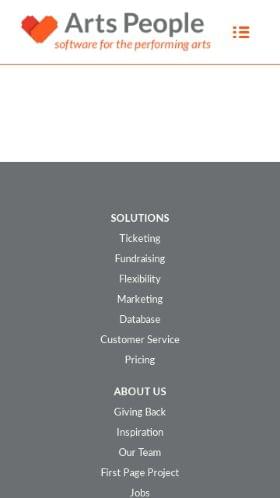 Arts People
software for the performing arts
SOLUTIONS
Ticketing
Fundraising
Flexibility
Marketing
Database
Customer Service
Pricing
ABOUT US
Giving Back
Inspiration
Our Team
First Page Project
Jobs